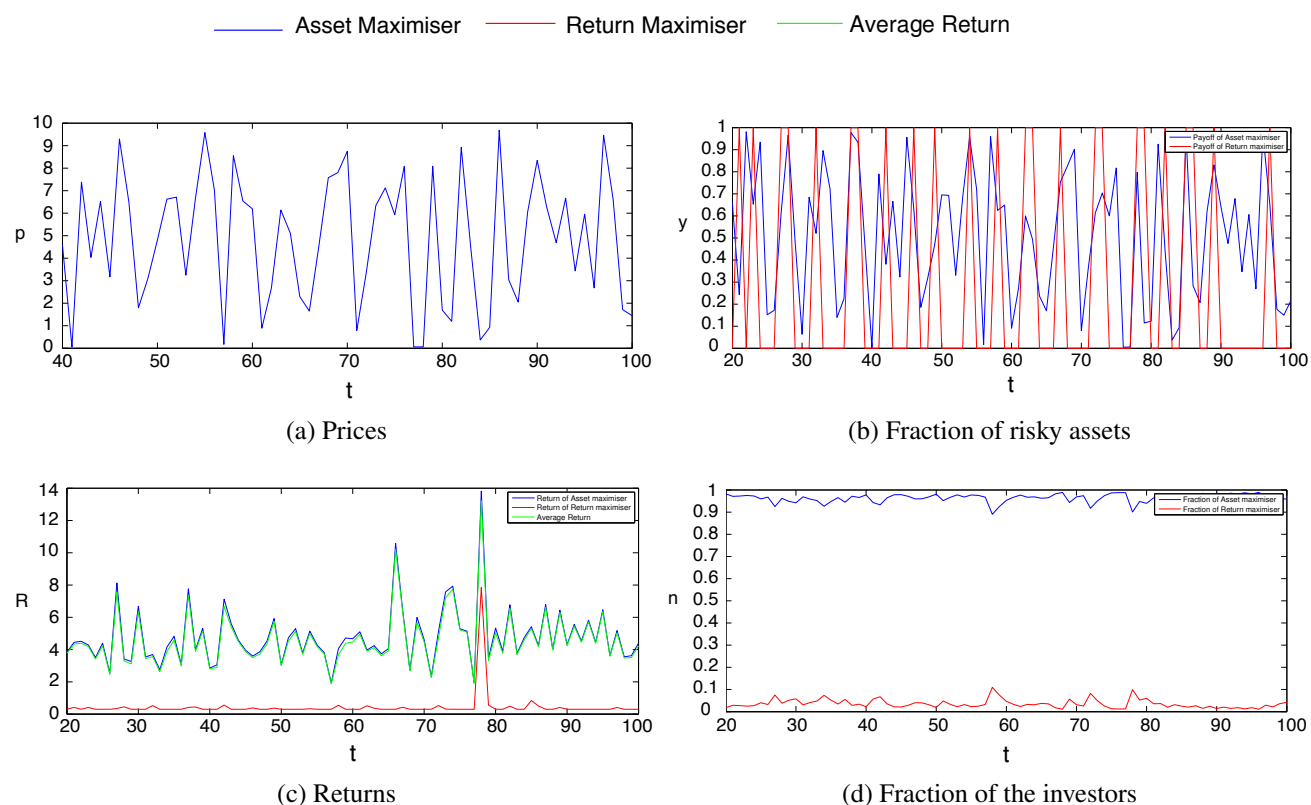 Asset Maximiser Return Maximiser Average Return
10
9
8
7
6
p
5
4
3
2
1
0
40 50 60 70 80 90 100
t
(a) Prices
1
0.9
0.8
0.7
0.6
y
0.5
0.4
0.3
0.2
0.1
0
20 30 40 50 60 70 80 90 100
t
Payoff of Asset maximiser
Payoff of Return maximiser
(b) Fraction of risky assets
14
12
10
8
R
6
4
2
0
20 30 40 50 60 70 80 90 100
t
Return of Asset maximiser
Return of Return maximiser
Average Return
(c) Returns
1
0.9
0.8
0.7
0.6
n
0.5
0.4
0.3
0.2
0.1
0
20 30 40 50 60 70 80 90 100
t
Fraction of Asset maximiser
Fraction of Return maximiser
(d) Fraction of the investors